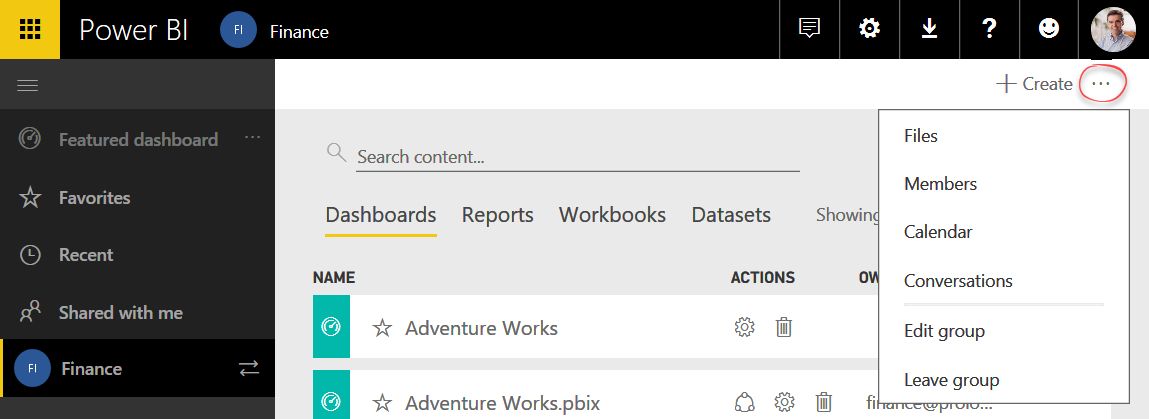 Power BI
FI
Finance
?
Create
...
Featured dashboard
...
Files
Search content...
Favorites
Members
Dashboards
Reports
Workbooks
Datasets
Showing
Calendar
Recent
NAME
ACTIONS
OW
Conversations
Shared with me
Adventure Works
Edit group
FI
Finance
Leave group
Adventure Works.pbix
finance@prolo...